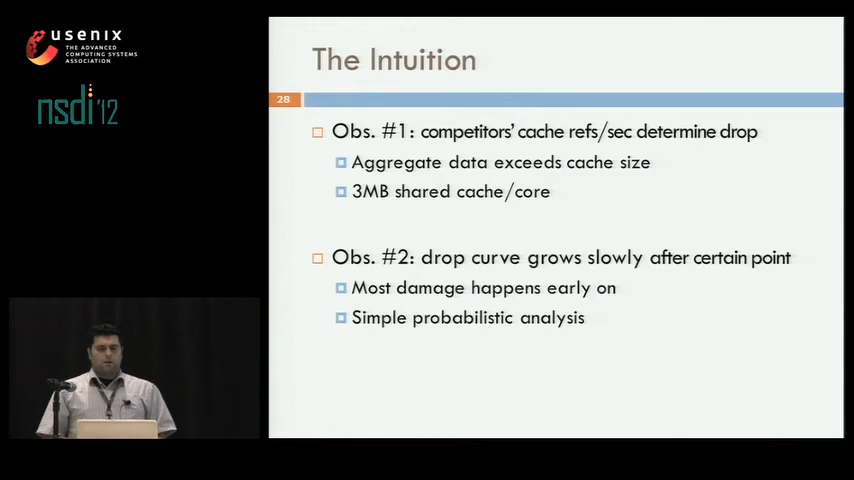 usenix
THE ADVANCED
COMPUTING SYSTEMS
ASSOCIATION
nsdi '12
The Intuition
28
Obs. #1: competitors' cache refs/sec determine drop
Aggregate data exceeds cache size
3MB shared cache/core
Obs. #2: drop curve grows slowly after certain point
Most damage happens early on
Simple probabilistic analysis